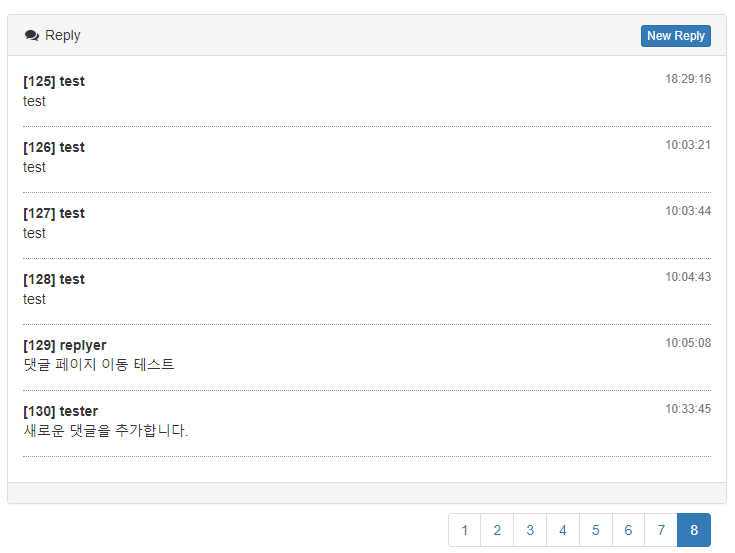 Reply New Reply
[125] test 18:29:16
test
[126] test 10:03:21
test
[127] test 10:03:44
test
[128] test 10:04:43
test
[129] replyer 10:05:08
댓글 페이지 이동 테스트
[130] tester 10:33:45
새로운 댓글을 추가합니다.
1 2 3 4 5 6 7 8